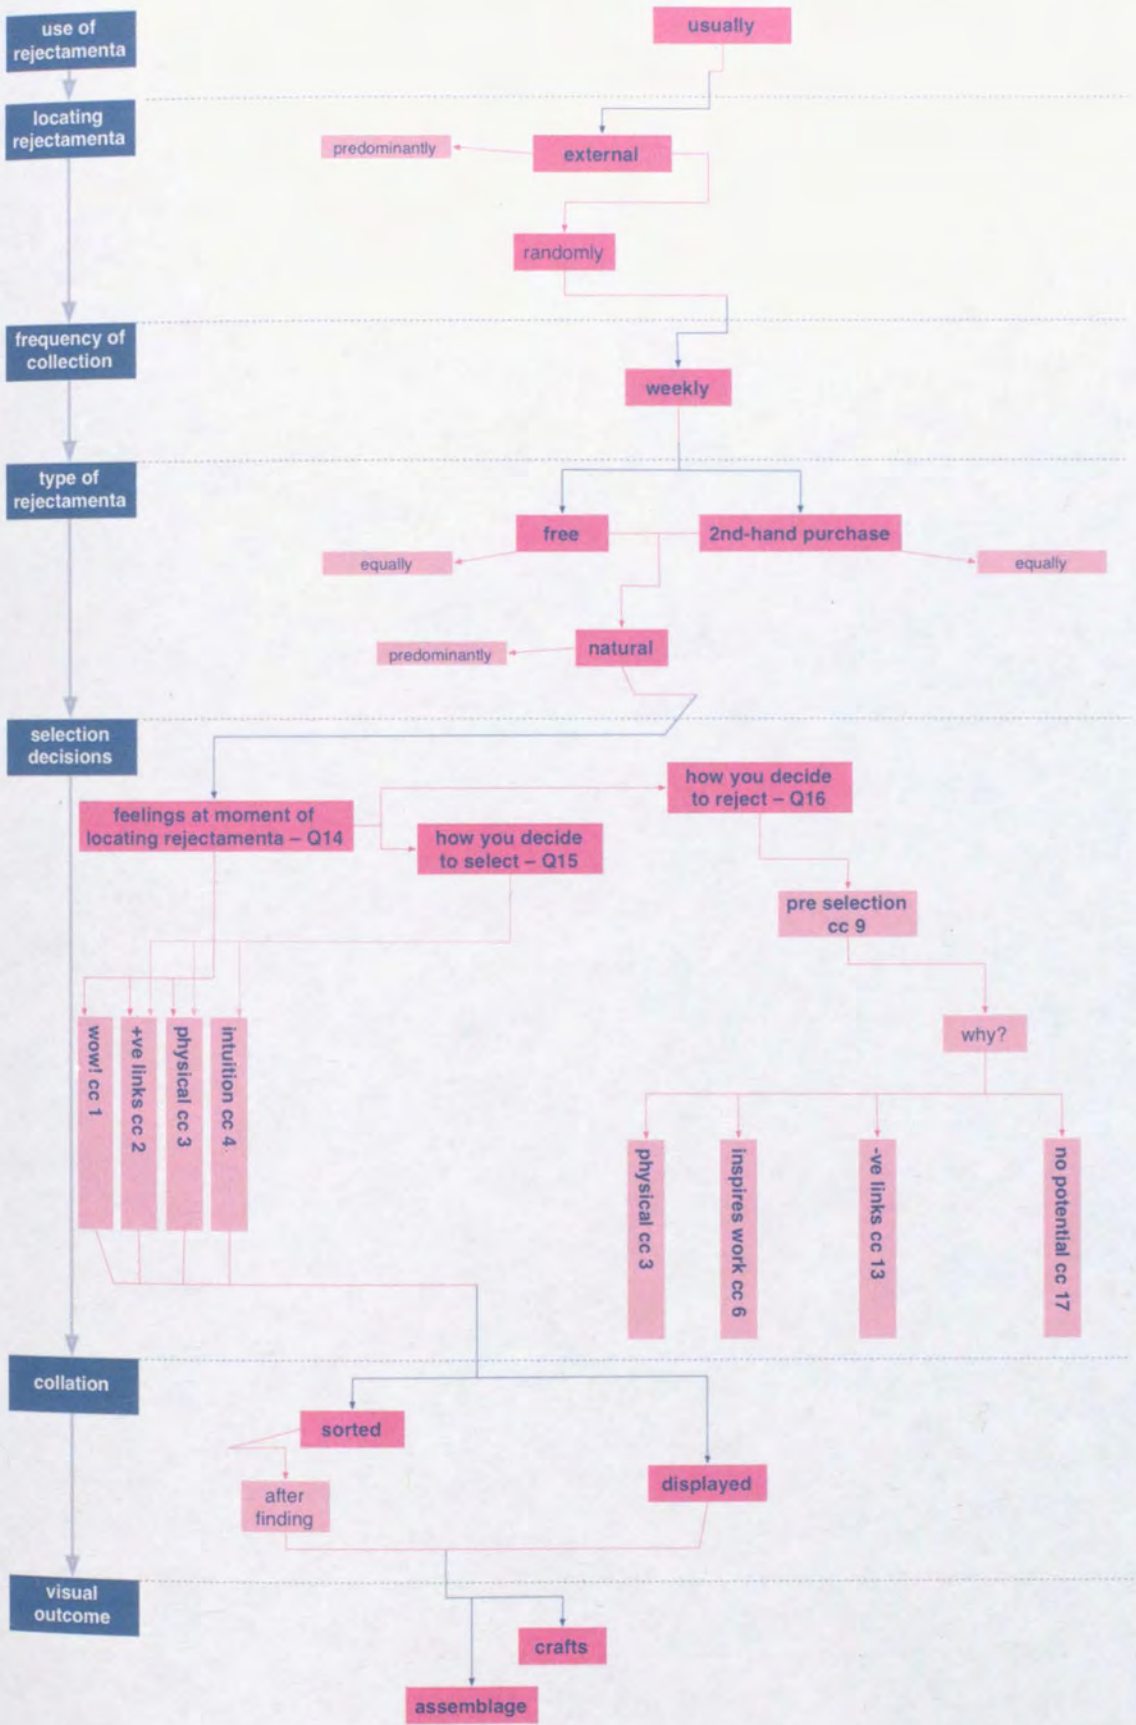 use of
rejectamenta
usually
locating
rejectamenta
predominantly
external
randomly
frequency of
collection
weekly
type of
rejectamenta
free
2nd-hand purchase
equally
equally
natural
predominantly
selection
decisions
how you decide
to reject – Q16
feelings at moment of
locating rejectamenta – Q14
how you decide
to select – Q15
pre selection
cc 9
wow! cc 1
+ve links cc 2
physical cc 3
intuition cc 4
why?
physical cc 3
inspires work cc 6
-ve links cc 13
no potential cc 17
collation
sorted
displayed
after
finding
visual
outcome
crafts
assemblage